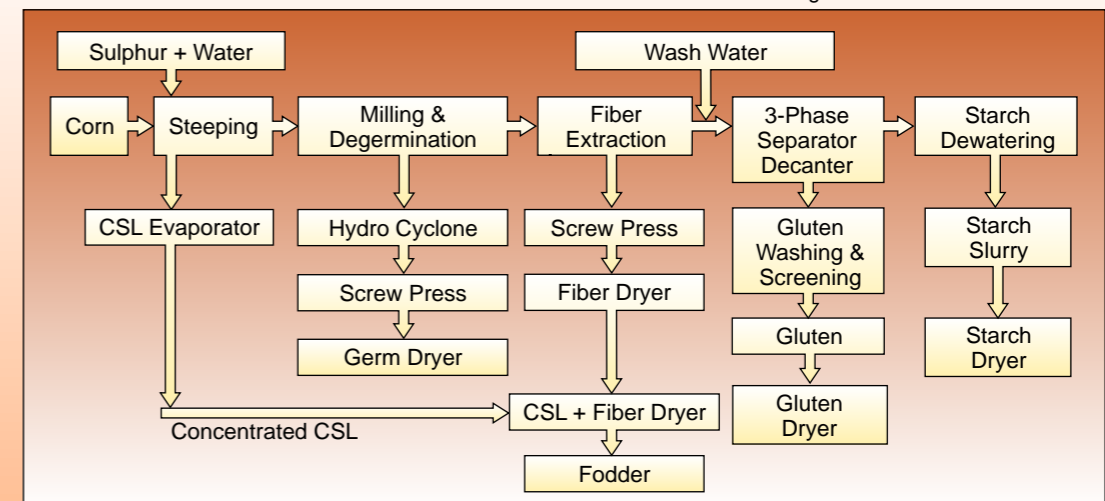 Sulphur + Water
Wash Water
Corn
Steeping
Milling &
Degermination
Fiber
Extraction
3-Phase
Separator
Decanter
Starch
Dewatering
CSL Evaporator
Hydro Cyclone
Screw Press
Gluten
Washing &
Screening
Starch
Slurry
Screw Press
Fiber Dryer
Germ Dryer
Gluten
Starch
Dryer
Concentrated CSL
CSL + Fiber Dryer
Gluten
Dryer
Fodder